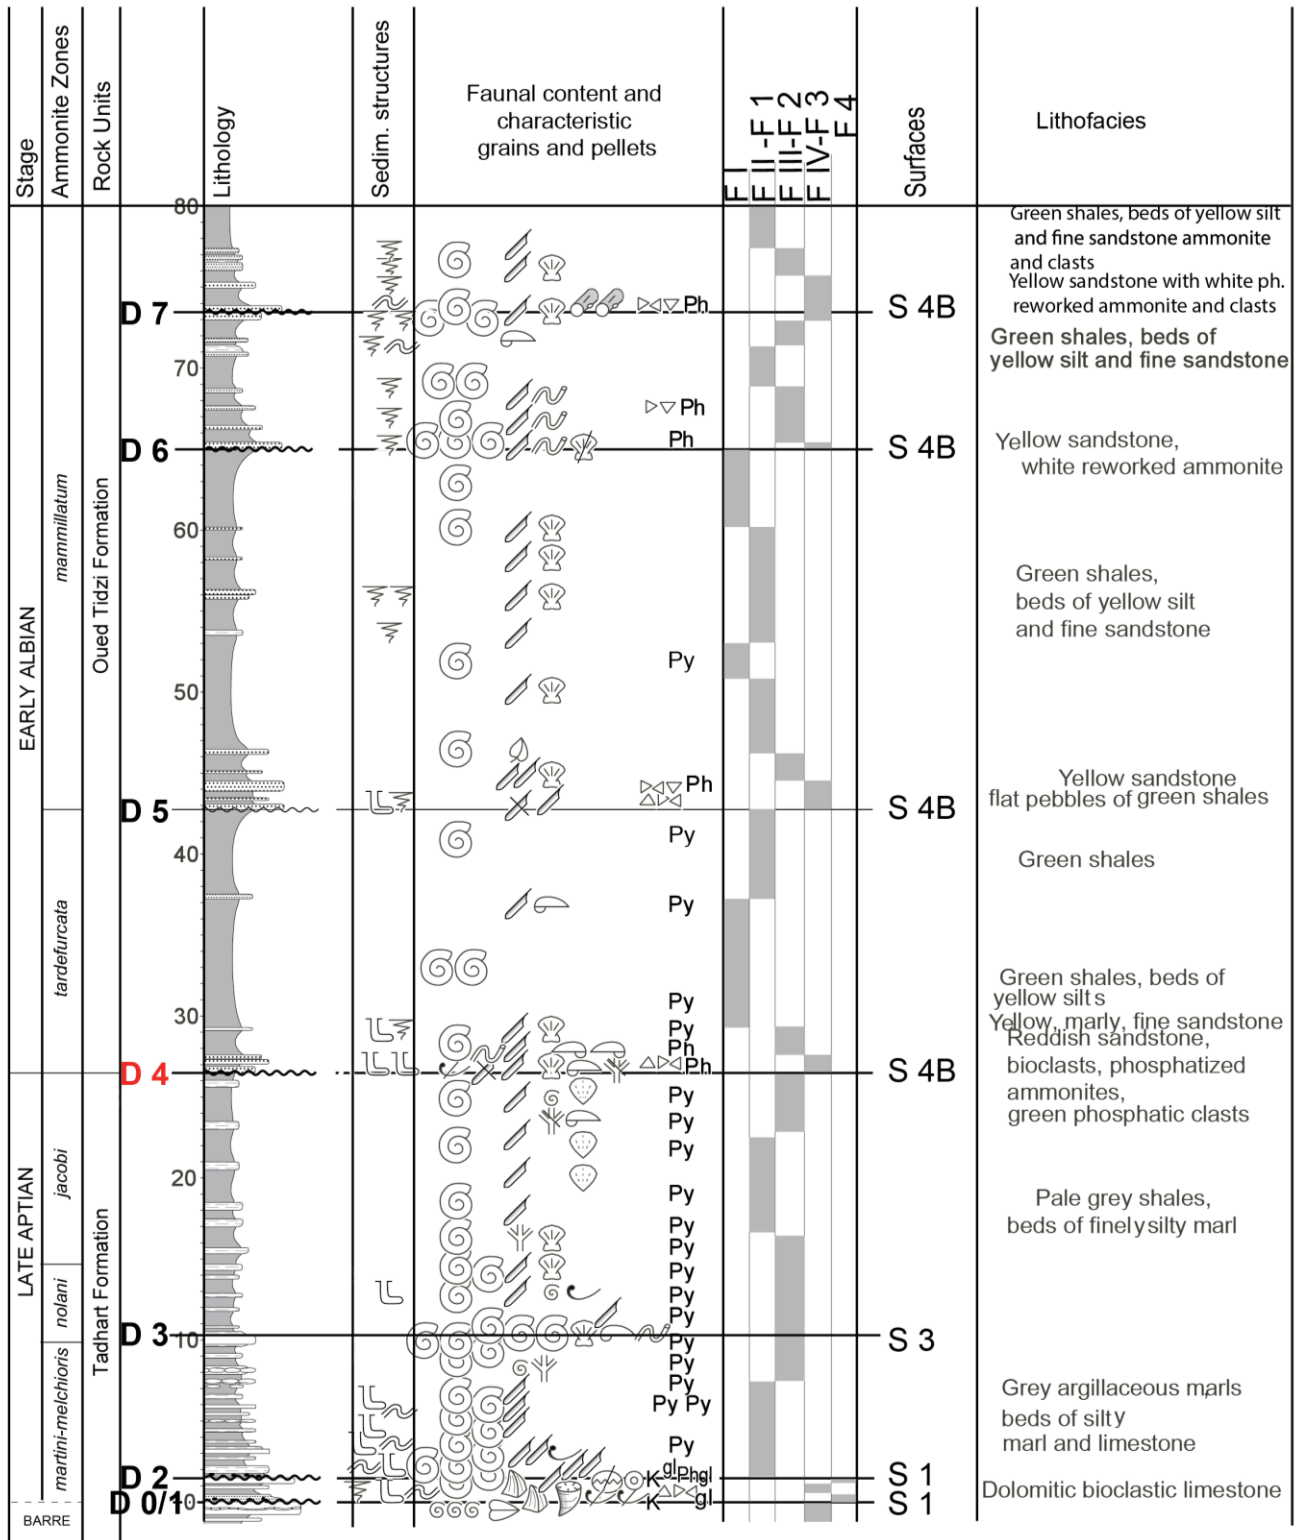 Stage
Ammonite Zones
Rock Units
Lithology
Sedim. structures
Faunal content and
characteristic
grains and pellets
F I
F II -F 1
F III-F 2
F IV-F 3
F 4
Surfaces
Lithofacies
EARLY ALBIAN
LATE APTIAN
BARRE
mammillatum
tardefurcata
jacobi
nolani
martini-melchioris
Oued Tidzi Formation
Tadhart Formation
80
70
60
50
40
30
20
10
0
D 7
D 6
D 5
D 4
D 3
D 2
D 0/1
Ph
Ph
Ph
Py
Ph
Py
Py
Py
Py
Ph
Ph
Py
Py
Py
Py
Py
Py
Py
Py
Py
Py
Py
Py
Py Py
Py
gl
K Phgl
K gl
S 4B
S 4B
S 4B
S 4B
S 3
S 1
S 1
Green shales, beds of yellow silt
and fine sandstone ammonite
and clasts
Yellow sandstone with white ph.
reworked ammonite and clasts
Green shales, beds of
yellow silt and fine sandstone
Yellow sandstone,
white reworked ammonite
Green shales,
beds of yellow silt
and fine sandstone
Yellow sandstone
flat pebbles of green shales
Green shales
Green shales, beds of
yellow silts
Yellow, marly, fine sandstone
Reddish sandstone,
bioclasts, phosphatized
ammonites,
green phosphatic clasts
Pale grey shales,
beds of finely silty marl
Grey argillaceous marls
beds of silty
marl and limestone
Dolomitic bioclastic limestone